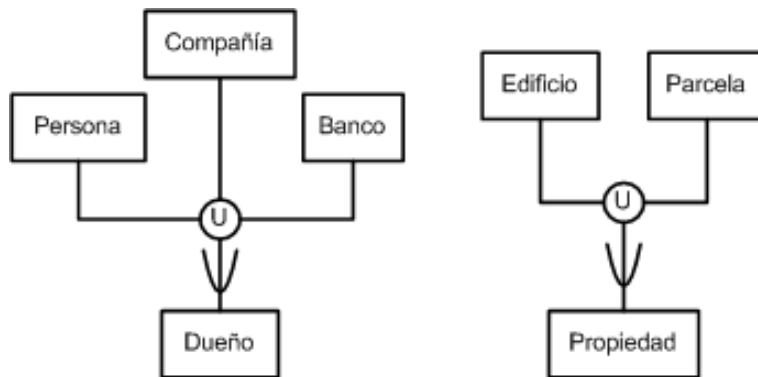 Compañía
Persona
Banco
U
Dueño
Edificio
Parcela
U
Propiedad